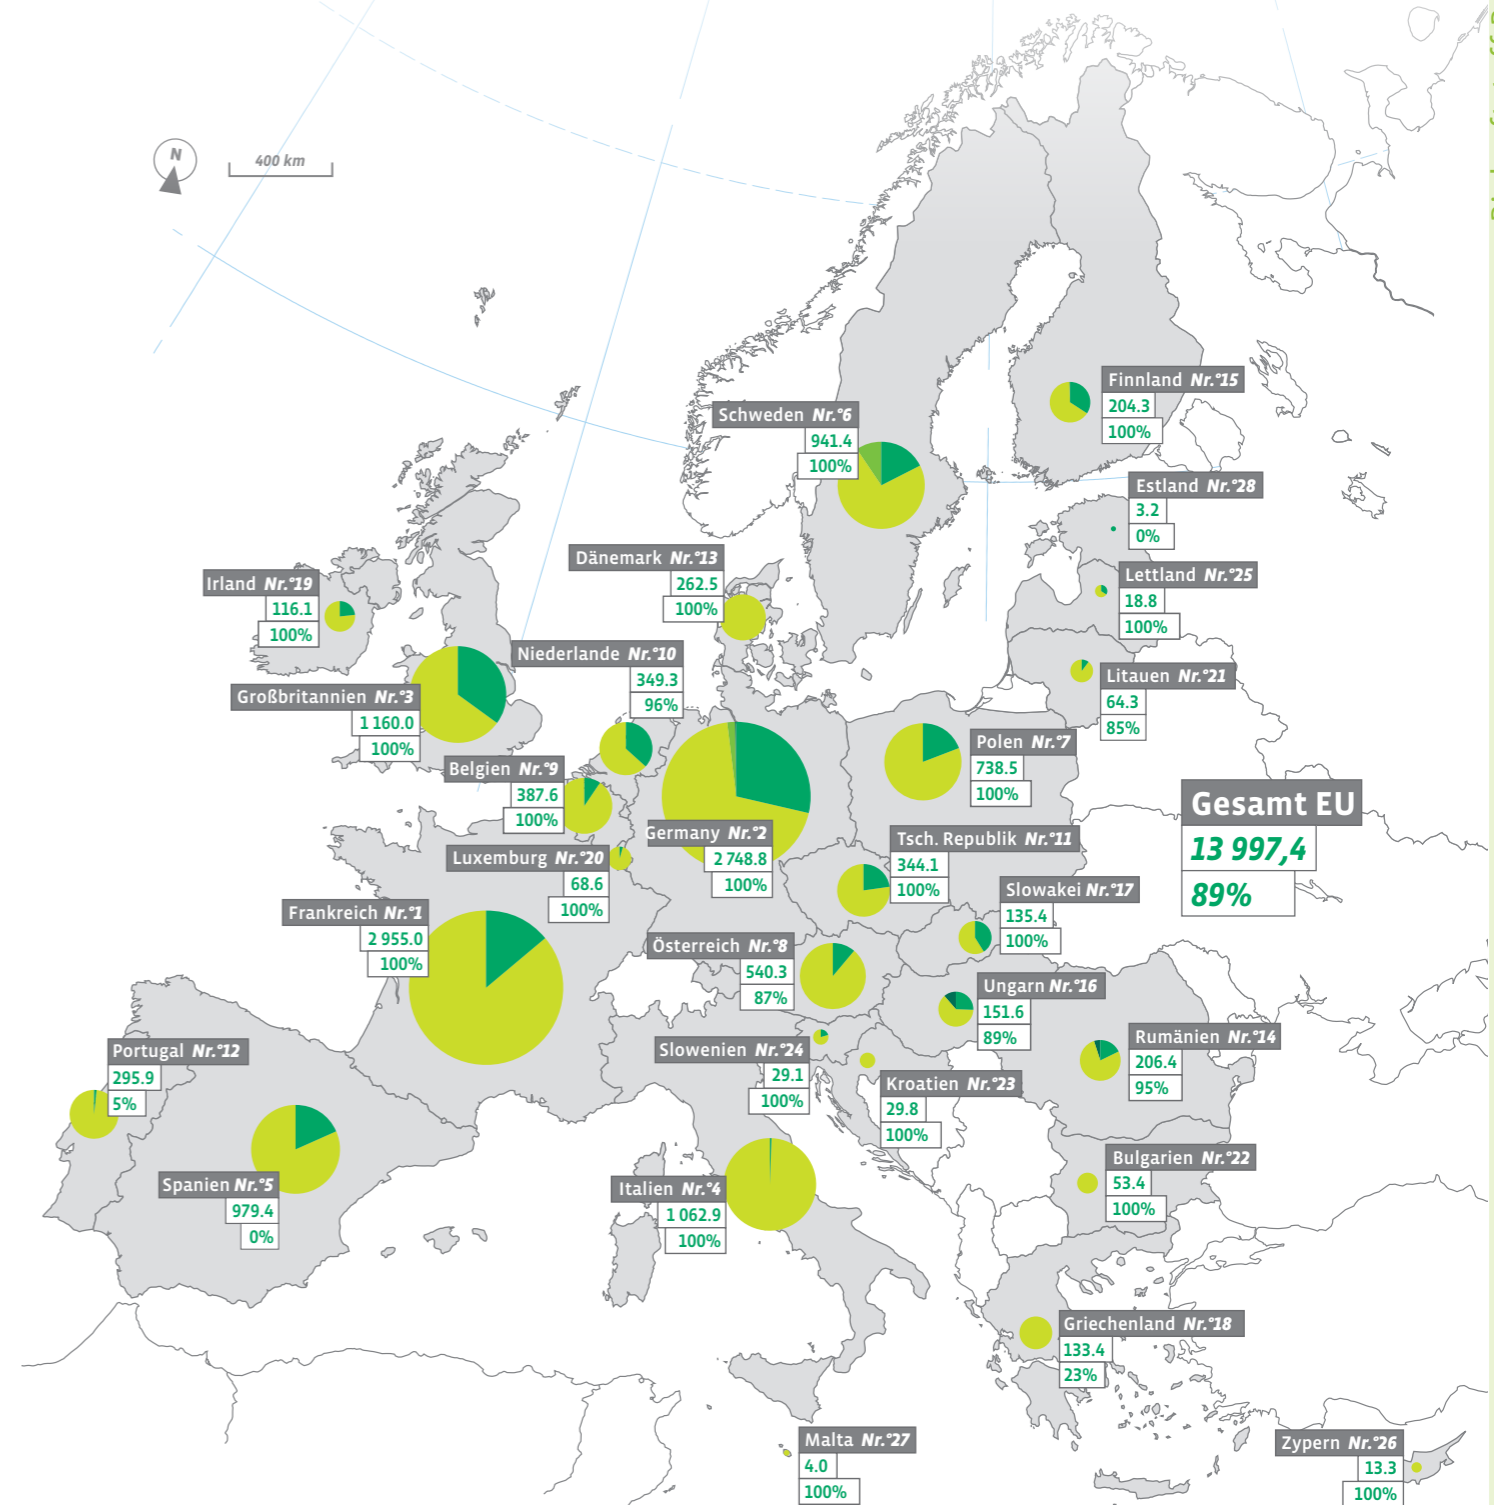 N
400 km
Finnland Nr.°15
204.3
100%
Schweden Nr.°6
941.4
100%
Estland Nr.°28
3.2
0%
Dänemark Nr.°13
262.5
100%
Lettland Nr.°25
18.8
100%
Irland Nr.°19
116.1
100%
Niederlande Nr.°10
349.3
96%
Litauen Nr.°21
64.3
85%
Großbritannien Nr.°3
1 160.0
100%
Polen Nr.°7
738.5
100%
Belgien Nr.°9
387.6
100%
Gesamt EU
13 997,4
89%
Germany Nr.°2
2 748.8
100%
Tsch. Republik Nr.°11
344.1
100%
Luxemburg Nr.°20
68.6
100%
Slowakei Nr.°17
135.4
100%
Frankreich Nr.°1
2 955.0
100%
Österreich Nr.°8
540.3
87%
Ungarn Nr.°16
151.6
89%
Portugal Nr.°12
295.9
5%
Slowenien Nr.°24
29.1
100%
Rumänien Nr.°14
206.4
95%
Kroatien Nr.°23
29.8
100%
Spanien Nr.°5
979.4
0%
Italien Nr.°4
1 062.9
100%
Bulgarien Nr.°22
53.4
100%
Griechenland Nr.°18
133.4
23%
Malta Nr.°27
4.0
100%
Zypern Nr.°26
13.3
100%